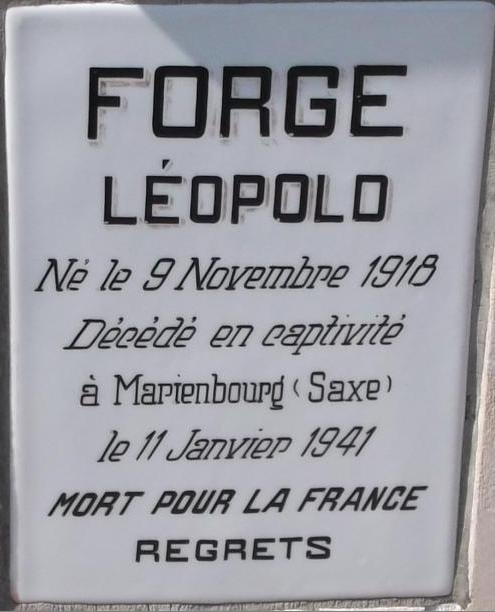 FORGE
LÉOPOLD
Né le 9 Novembre 1918
Décédé en captivité
à Marienbourg (Saxe)
le 11 Janvier 1941
MORT POUR LA FRANCE
REGRETS